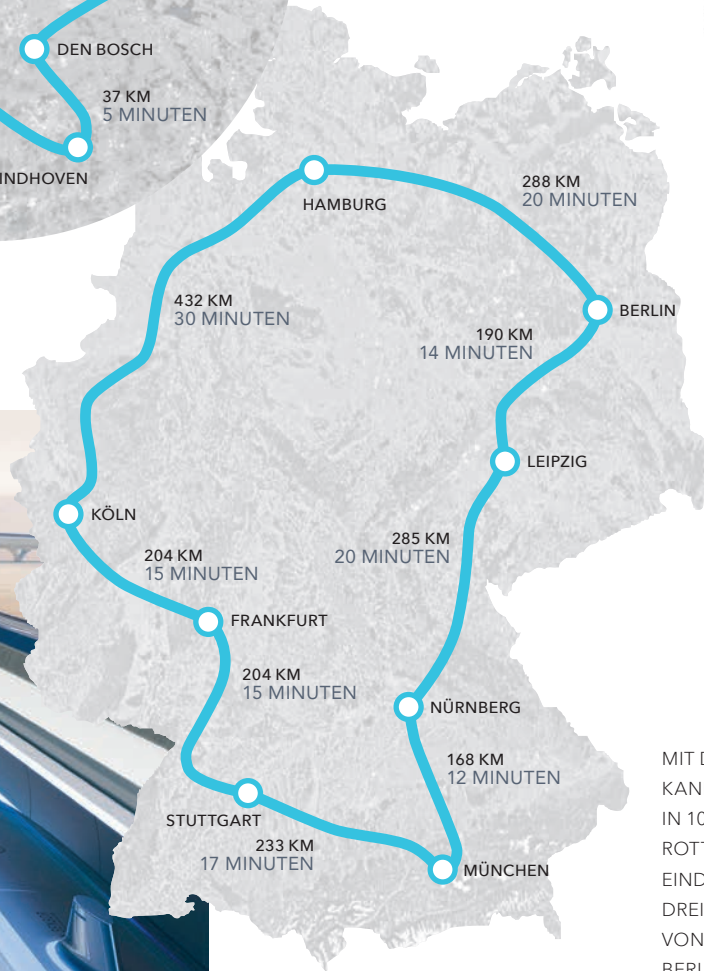 DEN BOSCH
37 KM
5 MINUTEN
INDHOVEN
HAMBURG
288 KM
20 MINUTEN
432 KM
30 MINUTEN
BERLIN
190 KM
14 MINUTEN
LEIPZIG
KÖLN
285 KM
20 MINUTEN
204 KM
15 MINUTEN
FRANKFURT
204 KM
15 MINUTEN
NÜRNBERG
168 KM
12 MINUTEN
STUTTGART
233 KM
17 MINUTEN
MÜNCHEN
MIT D
KAN
IN 10
ROTT
EIND
DREI
VON
BERL